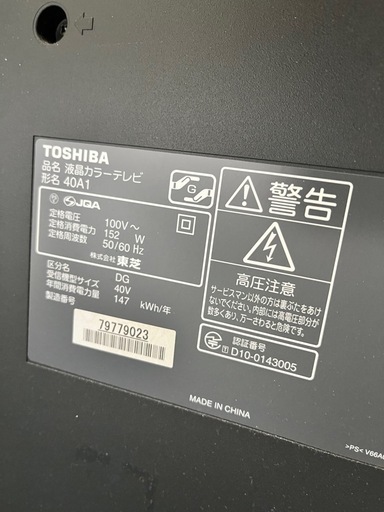 TOSHIBA
品名 液晶カラーテレビ
形名 40A1
JQA
定格電圧 100V～
定格消費電力 152 W
定格周波数 50/60 Hz
株式会社 東芝
区分名 DG
受信機型サイズ 40V
年間消費電力量 147 kWh/年
製造番号
79779023
G
警告
高圧注意
サービスマン以外の方は裏ぶたをあけ
ないでください。内部には高電圧部分が
数多くあり、万一さわると危険です。
認証番号
T D10-0143005
MADE IN CHINA
>PS<